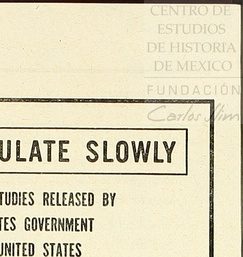 CENTRO DE
ESTUDIOS
DE HISTORIA
DE MEXICO
FUNDACIÓN
Carlos Slim
ULATE SLOWLY
TUDIES RELEASED BY
TES GOVERNMENT
UNITED STATES